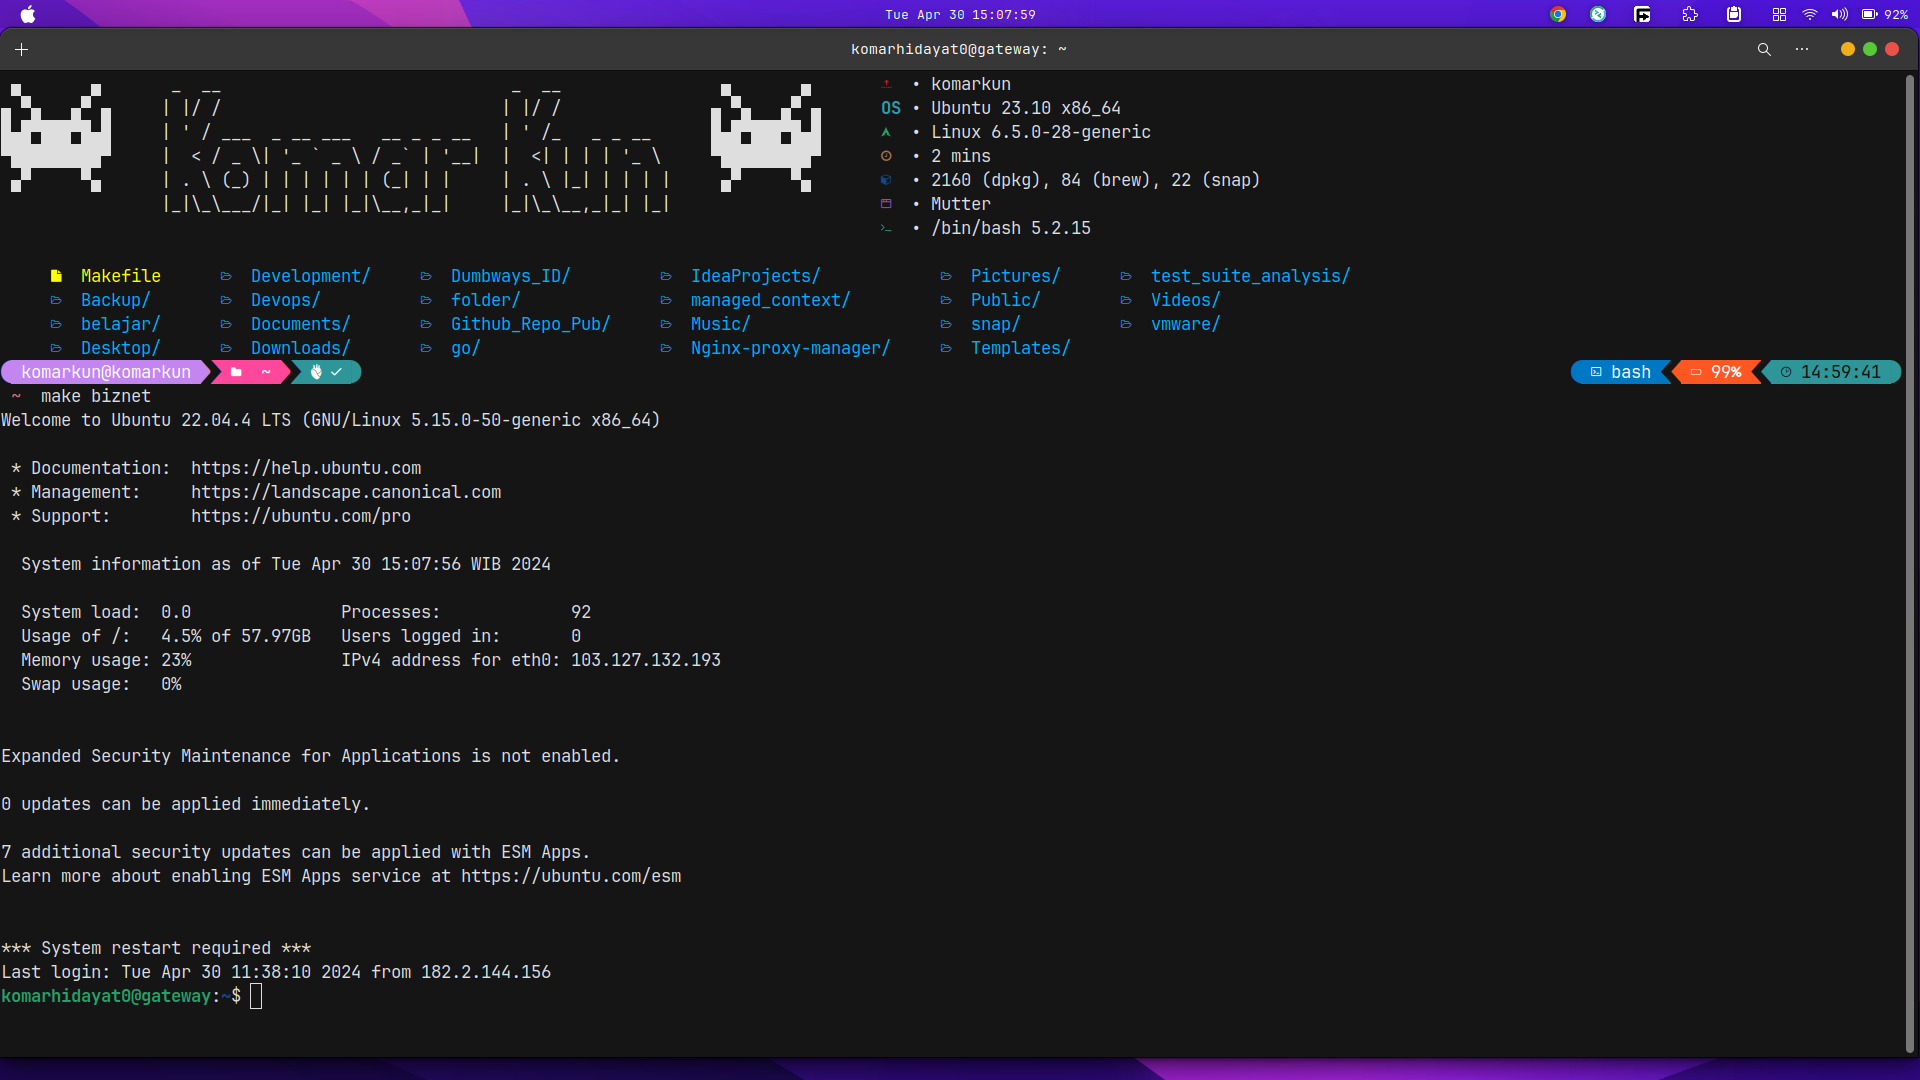 Tue Apr 30 15:07:59
92%
komarhidayat0@gateway: ~
• komarkun
OS • Ubuntu 23.10 x86_64
• Linux 6.5.0-28-generic
• 2 mins
• 2160 (dpkg), 84 (brew), 22 (snap)
• Mutter
• /bin/bash 5.2.15
Komar Kun
Makefile Development/ Dumbways_ID/ IdeaProjects/ Pictures/ test_suite_analysis/
Backup/ Devops/ folder/ managed_context/ Public/ Videos/
belajar/ Documents/ Github_Repo_Pub/ Music/ snap/ vmware/
Desktop/ Downloads/ go/ Nginx-proxy-manager/ Templates/
komarkun@komarkun ~ bash 99% 14:59:41
~ make biznet
Welcome to Ubuntu 22.04.4 LTS (GNU/Linux 5.15.0-50-generic x86_64)
* Documentation: https://help.ubuntu.com
* Management: https://landscape.canonical.com
* Support: https://ubuntu.com/pro
System information as of Tue Apr 30 15:07:56 WIB 2024
System load: 0.0 Processes: 92
Usage of /: 4.5% of 57.97GB Users logged in: 0
Memory usage: 23% IPv4 address for eth0: 103.127.132.193
Swap usage: 0%
Expanded Security Maintenance for Applications is not enabled.
0 updates can be applied immediately.
7 additional security updates can be applied with ESM Apps.
Learn more about enabling ESM Apps service at https://ubuntu.com/esm
*** System restart required ***
Last login: Tue Apr 30 11:38:10 2024 from 182.2.144.156
komarhidayat0@gateway:~$